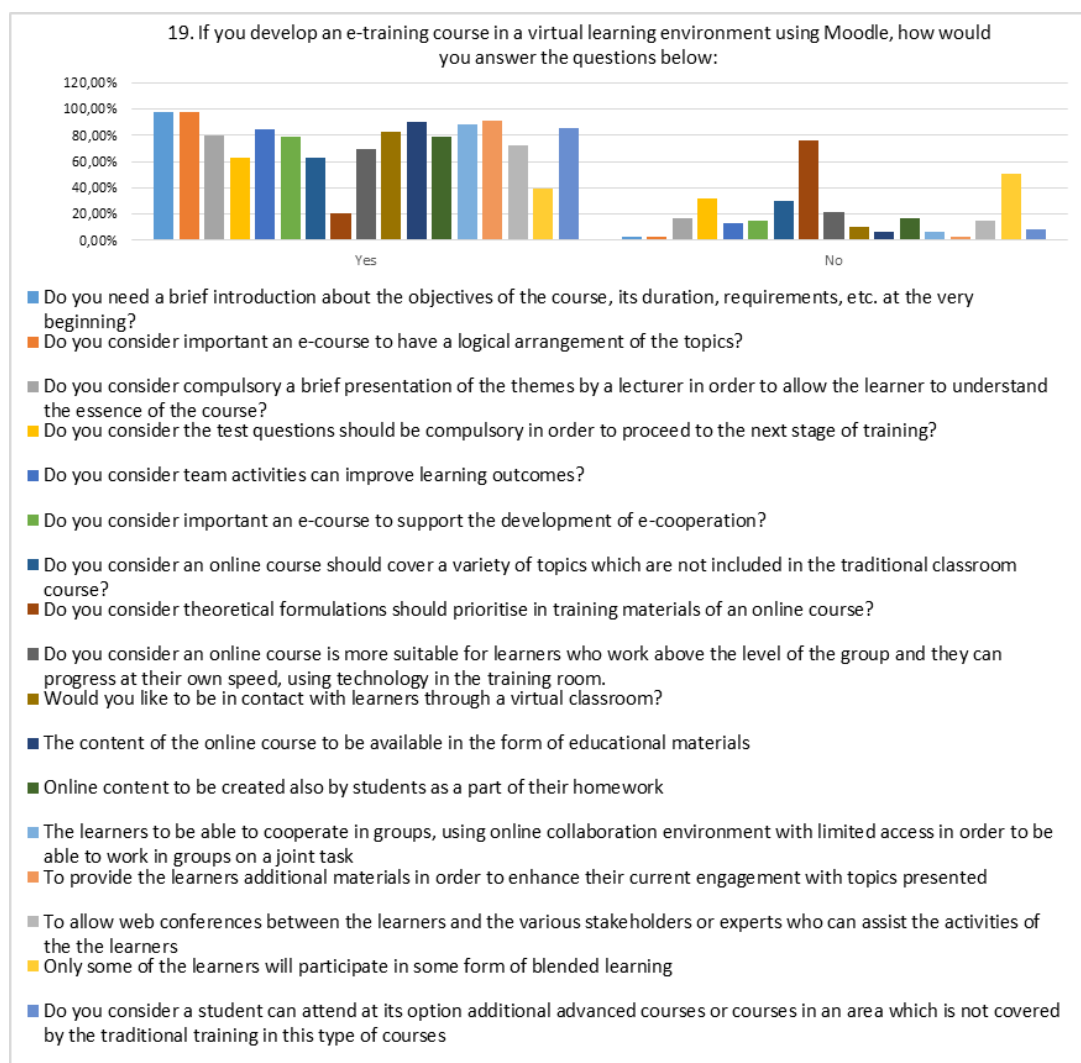 19. If you develop an e-training course in a virtual learning environment using Moodle, how would
you answer the questions below:
120,00%
100,00%
80,00%
60,00%
40,00%
20,00%
0,00%
Yes
No
Do you need a brief introduction about the objectives of the course, its duration, requirements, etc. at the very
beginning?
Do you consider important an e-course to have a logical arrangement of the topics?
Do you consider compulsory a brief presentation of the themes by a lecturer in order to allow the learner to understand
the essence of the course?
Do you consider the test questions should be compulsory in order to proceed to the next stage of training?
Do you consider team activities can improve learning outcomes?
Do you consider important an e-course to support the development of e-cooperation?
Do you consider an online course should cover a variety of topics which are not included in the traditional classroom
course?
Do you consider theoretical formulations should prioritise in training materials of an online course?
Do you consider an online course is more suitable for learners who work above the level of the group and they can
progress at their own speed, using technology in the training room.
Would you like to be in contact with learners through a virtual classroom?
The content of the online course to be available in the form of educational materials
Online content to be created also by students as a part of their homework
The learners to be able to cooperate in groups, using online collaboration environment with limited access in order to be
able to work in groups on a joint task
To provide the learners additional materials in order to enhance their current engagement with topics presented
To allow web conferences between the learners and the various stakeholders or experts who can assist the activities of
the the learners
Only some of the learners will participate in some form of blended learning
Do you consider a student can attend at its option additional advanced courses or courses in an area which is not covered
by the traditional training in this type of courses